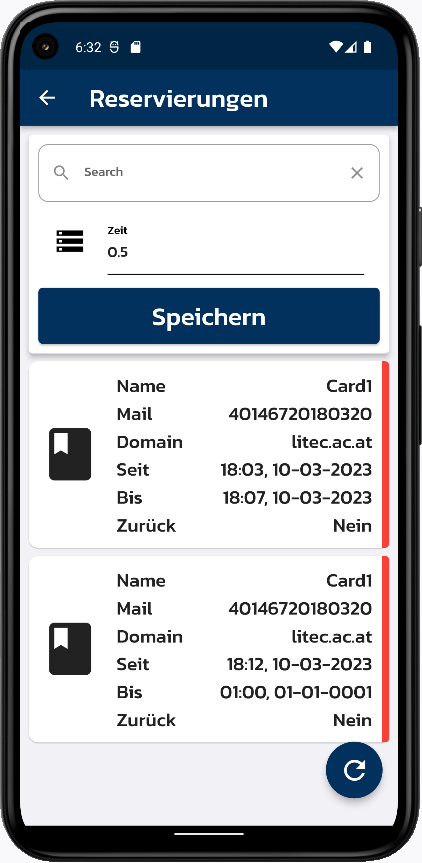 6:32
Reservierungen
Search
Zeit
0.5
Speichern
Name Card1
Mail 40146720180320
Domain litec.ac.at
Seit 18:03, 10-03-2023
Bis 18:07, 10-03-2023
Zurück Nein
Name Card1
Mail 40146720180320
Domain litec.ac.at
Seit 18:12, 10-03-2023
Bis 01:00, 01-01-0001
Zurück Nein